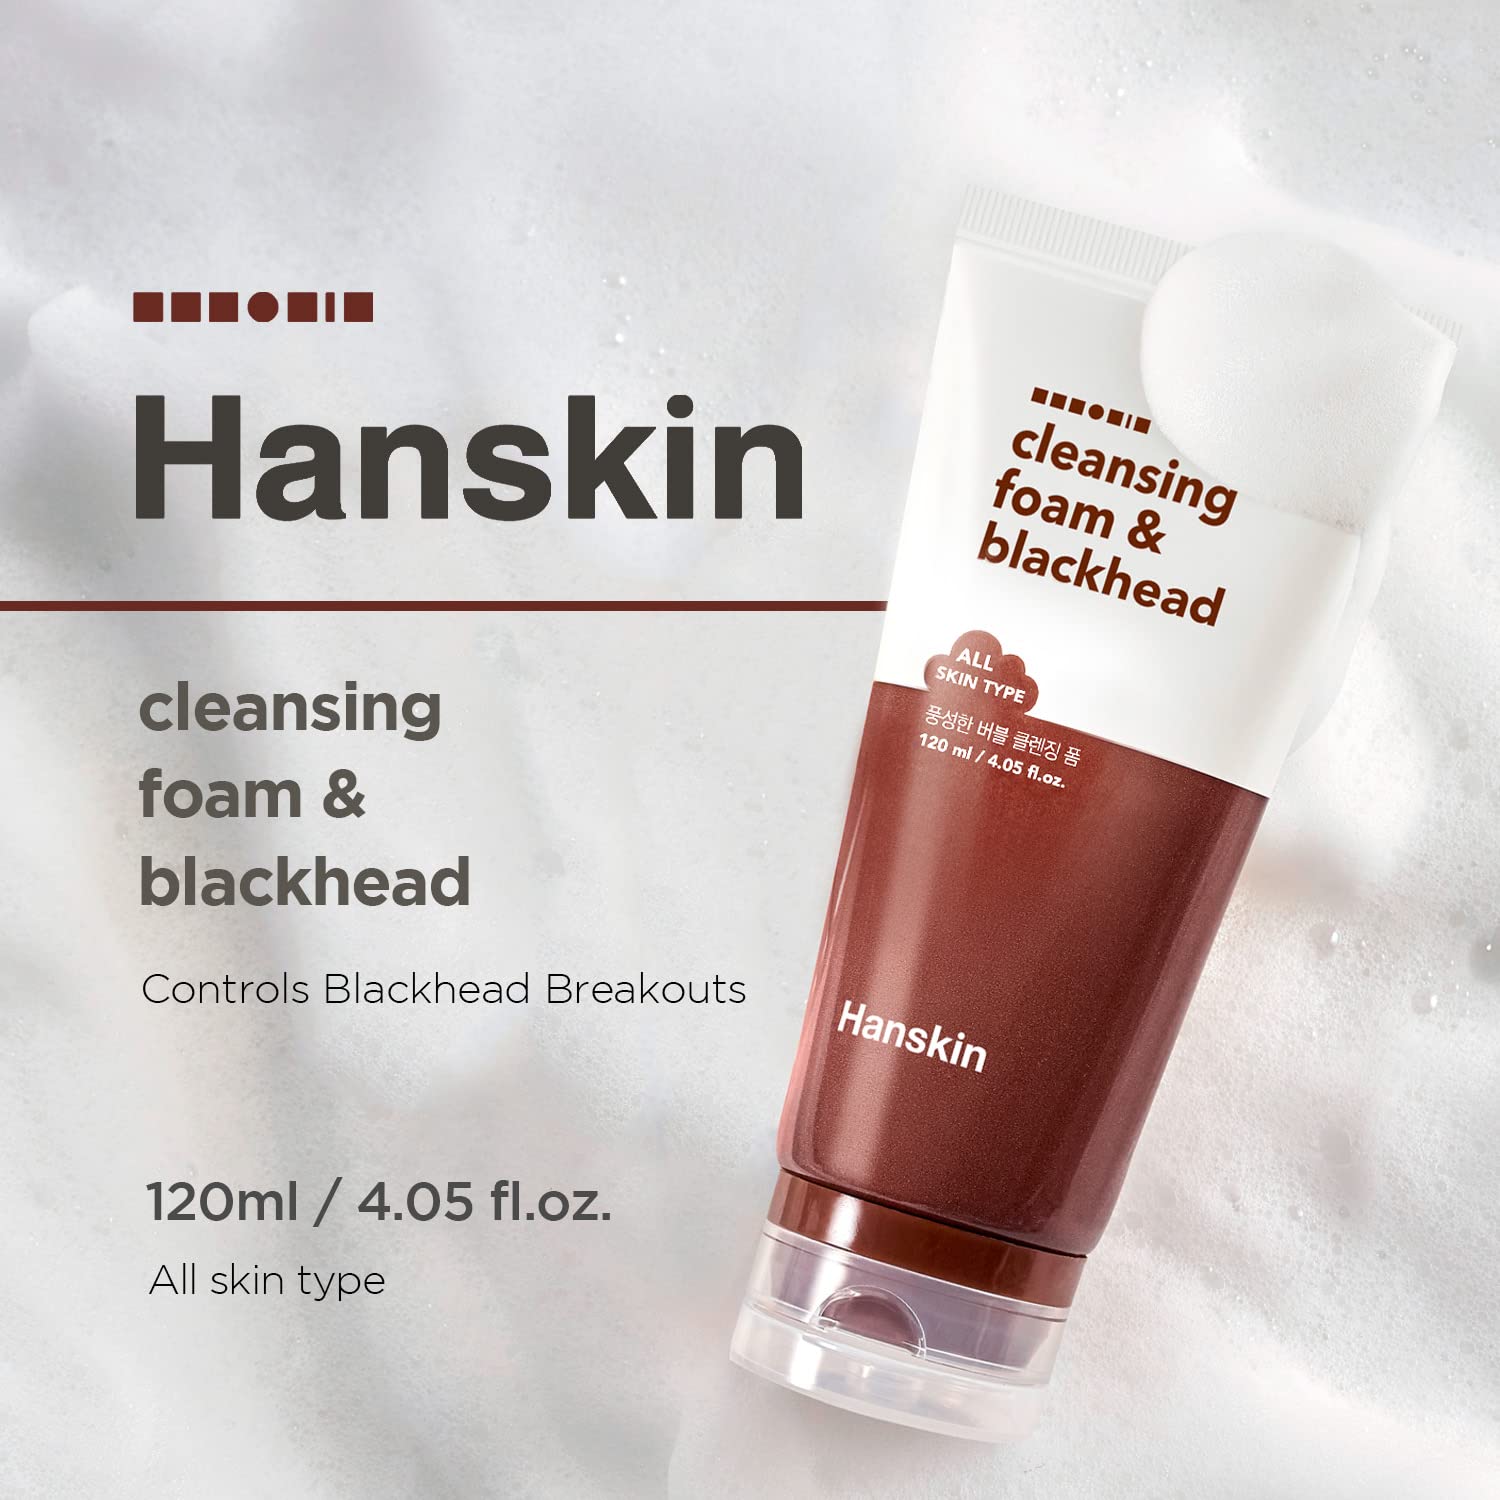 Hanskin
cleansing
foam &
blackhead
Controls Blackhead Breakouts
120ml / 4.05 fl.oz.
All skin type
cleansing
foam &
blackhead
ALL
SKIN TYPE
풍성한 버블 클렌징 폼
120 ml / 4.05 fl.oz.
Hanskin